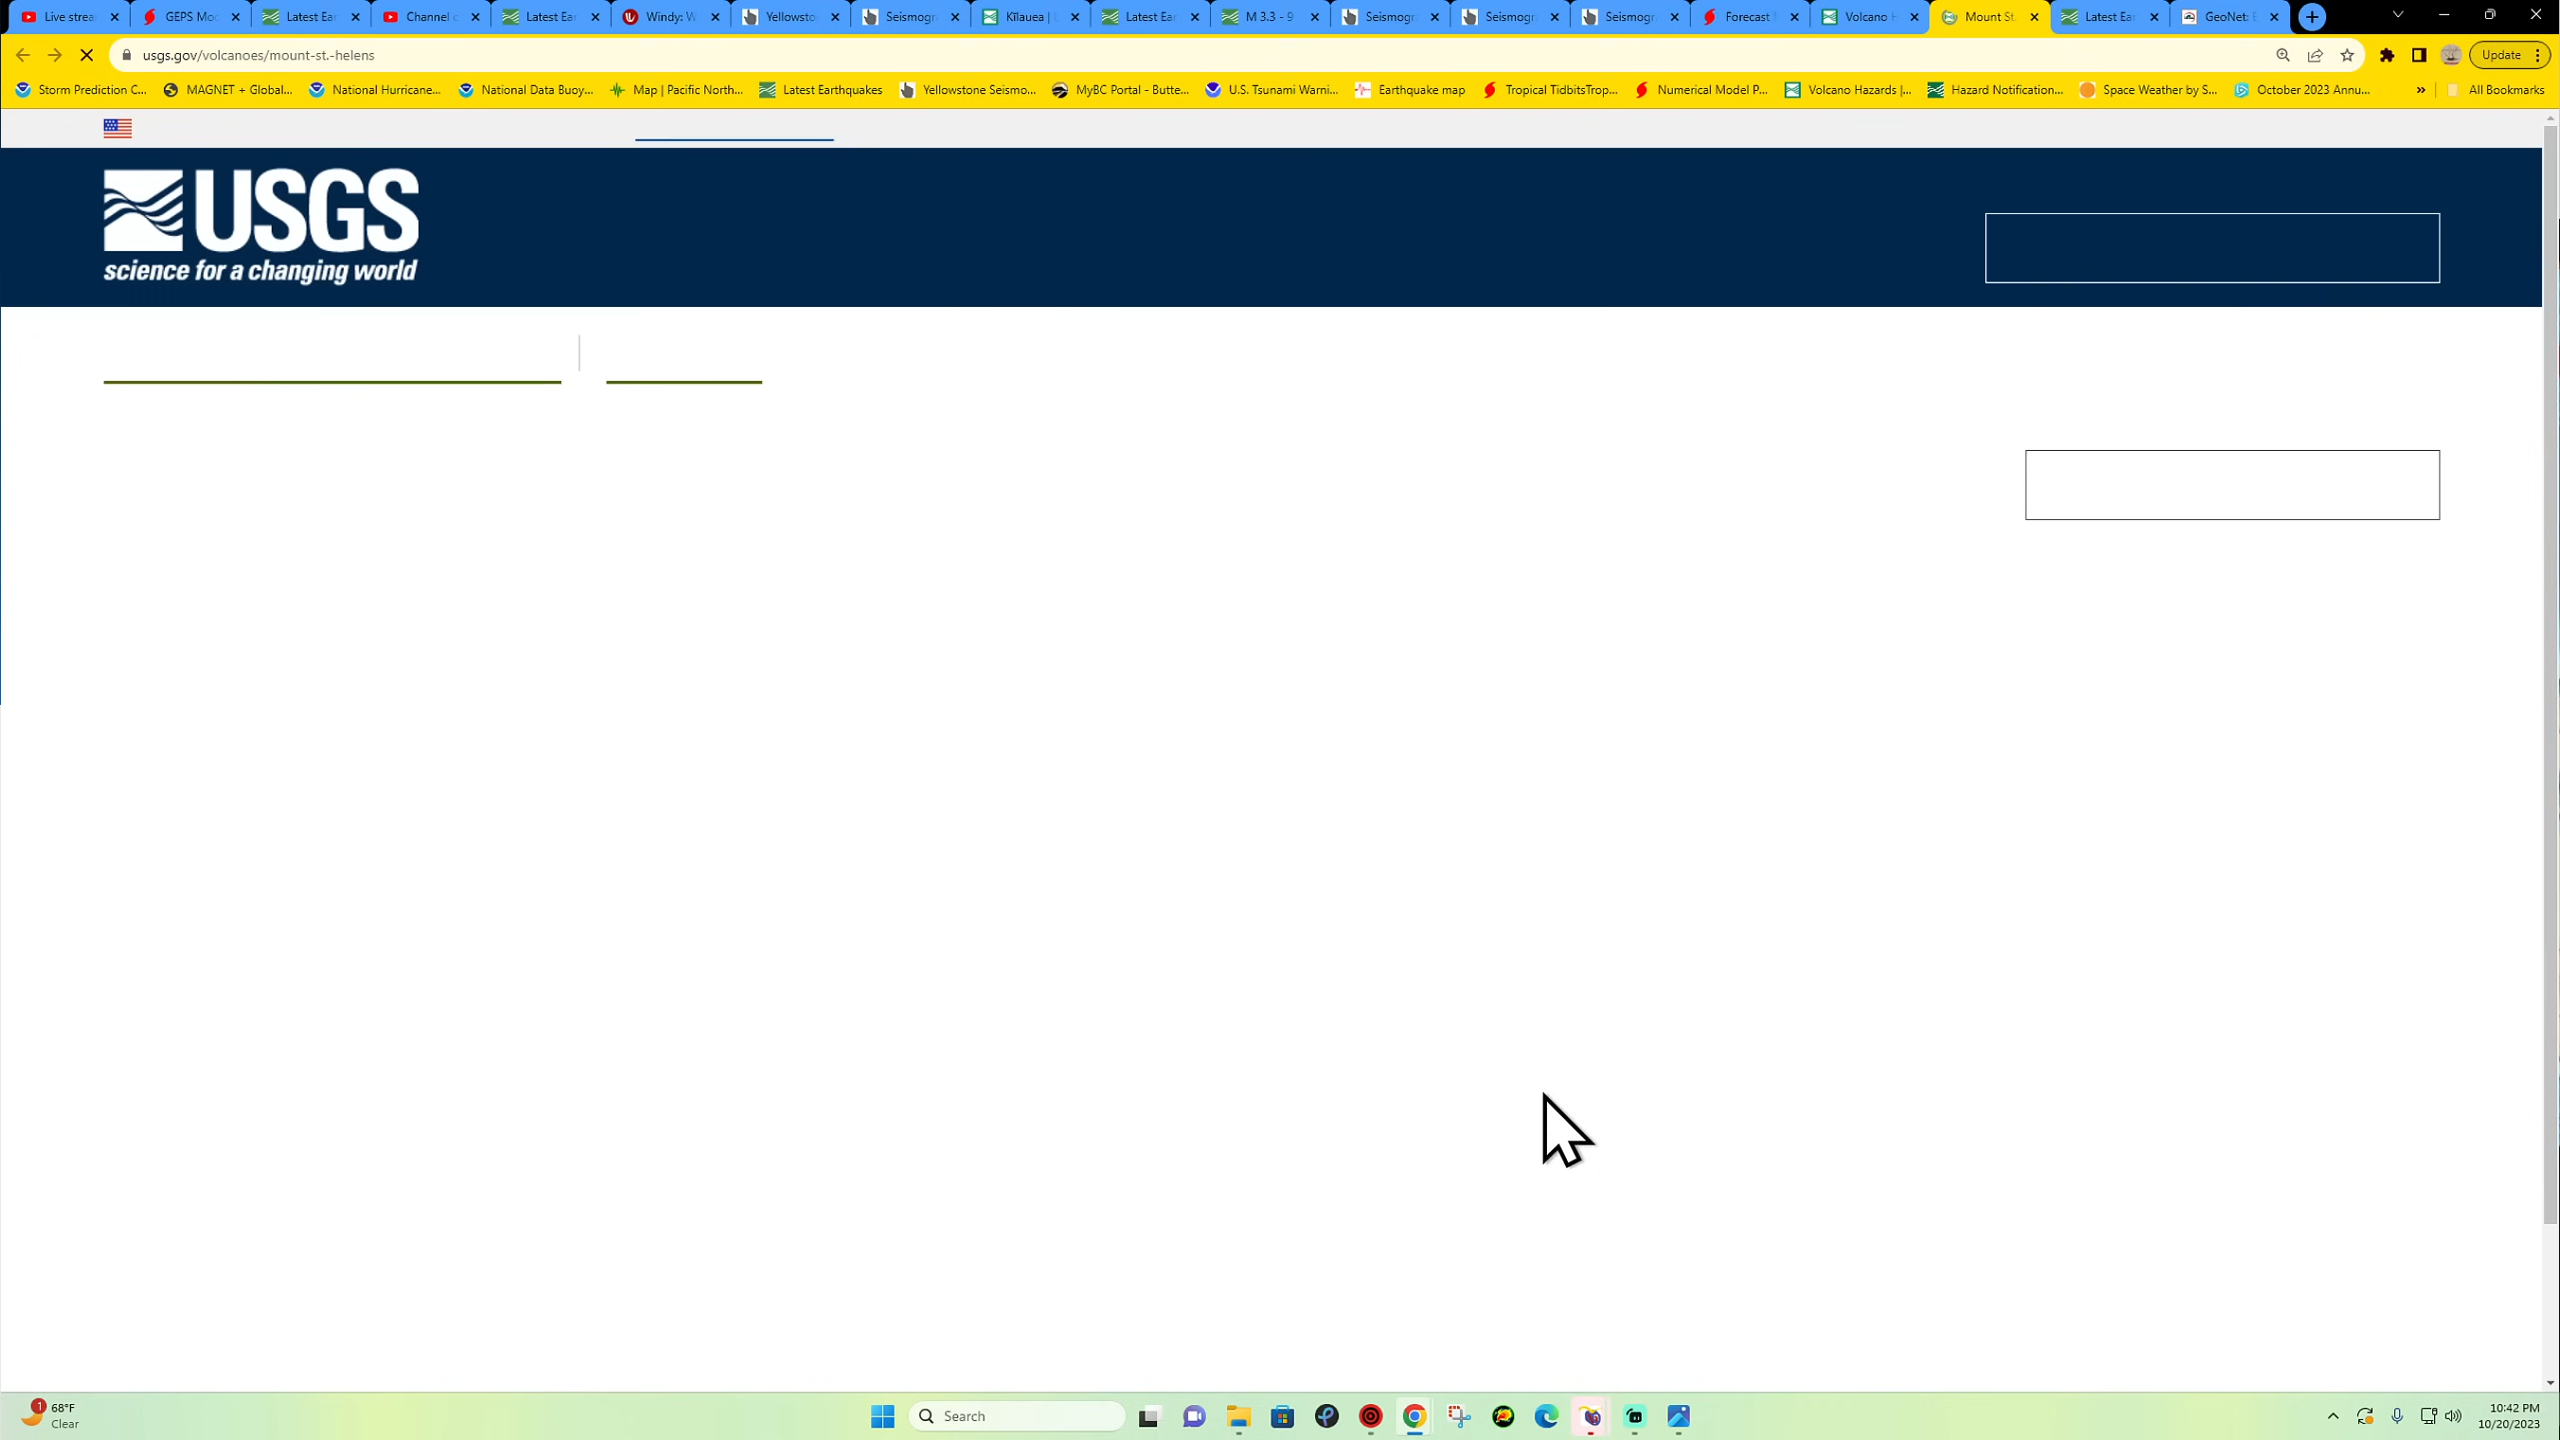 Live strea GEPS Moc Latest Ear Channel c Latest Ear Windy: W Yellowsto Seismogr Kīlauea | U Latest Ear M 3.3 - 9 Seismogr Seismogr Seismogr Forecast Volcano H Mount St. Latest Ear GeoNet: E
usgs.gov/volcanoes/mount-st.-helens Update
Storm Prediction C... MAGNET + Global... National Hurricane... National Data Buoy... Map | Pacific North... Latest Earthquakes Yellowstone Seismo... MyBC Portal - Butte... U.S. Tsunami Warni... Earthquake map Tropical TidbitsTrop... Numerical Model P... Volcano Hazards |... Hazard Notification... Space Weather by S... October 2023 Annu... » All Bookmarks
USGS
science for a changing world
1 68°F
Clear
Search
10:42 PM
10/20/2023